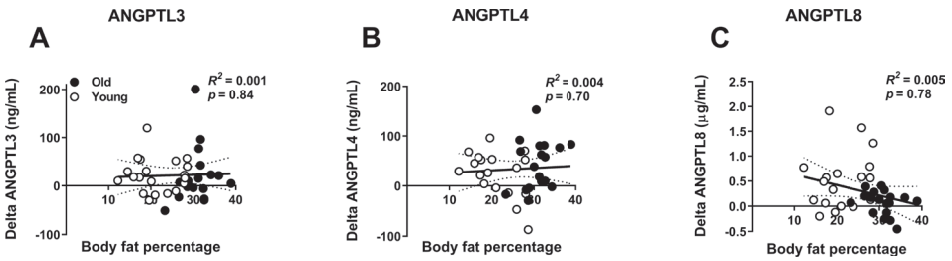 ANGPTL3
ANGPTL4
ANGPTL8
A
B
C
Old
Young
R² = 0.001
p = 0.84
R² = 0.004
p = 0.70
R² = 0.005
p = 0.78
Delta ANGPTL3 (ng/mL)
200
100
0
-100
10
20
30
40
Body fat percentage
Delta ANGPTL4 (ng/mL)
200
100
0
-100
10
20
30
40
Body fat percentage
Delta ANGPTL8 (µg/mL)
2.5
2.0
1.5
1.0
0.5
0.0
-0.5
10
20
30
40
Body fat percentage